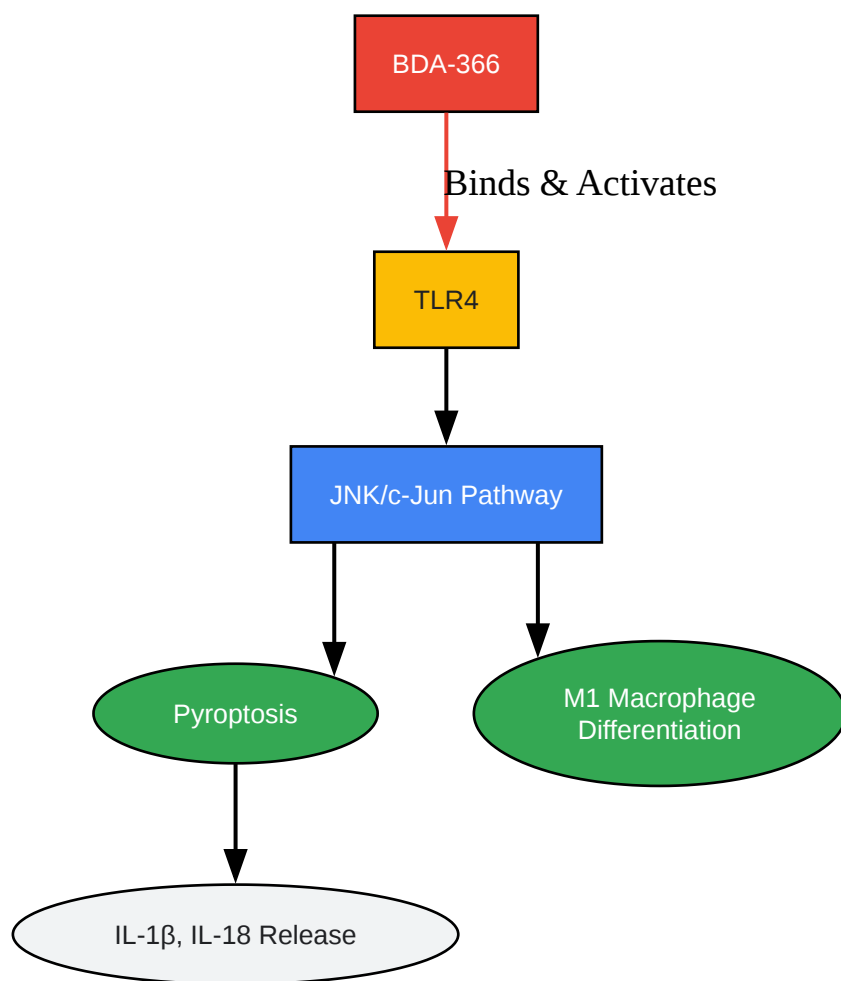 BDA-366
Binds & Activates
TLR4
JNK/c-Jun Pathway
Pyroptosis
M1 Macrophage
Differentiation
IL-1β, IL-18 Release